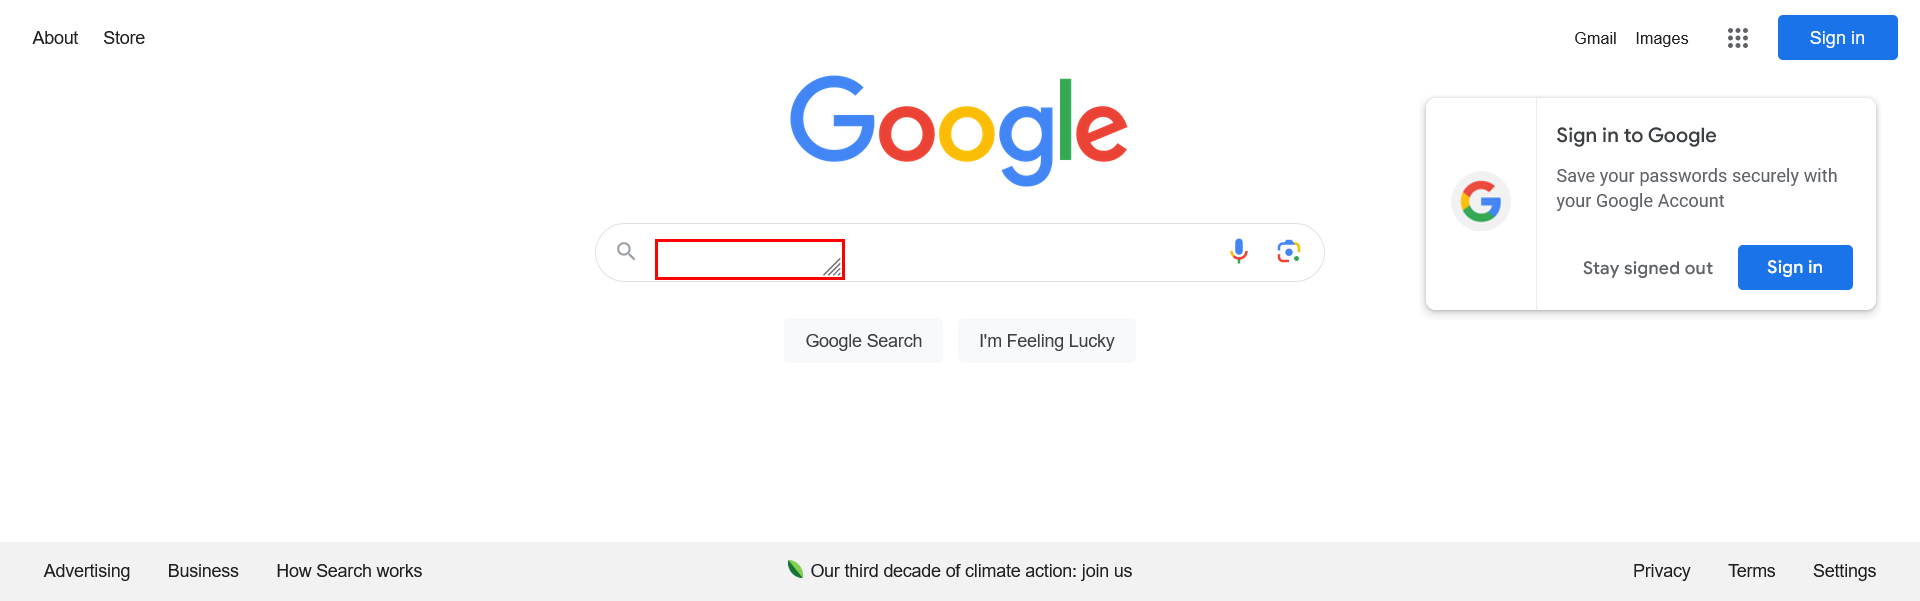 About Store
Gmail Images Sign in
Google
Sign in to Google
Save your passwords securely with
your Google Account
Stay signed out Sign in
Google Search I'm Feeling Lucky
Advertising Business How Search works
Our third decade of climate action: join us
Privacy Terms Settings